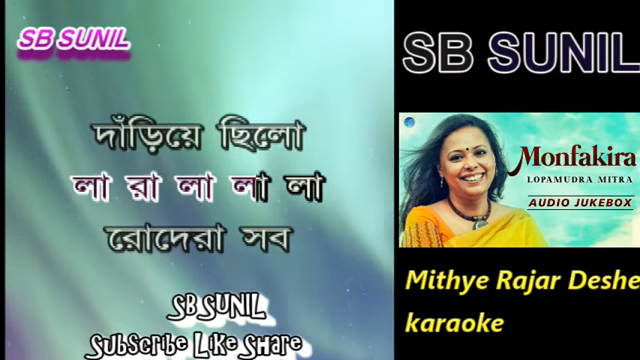 SB SUNIL
দাঁড়িয়ে ছিলো
লা রা লা লা লা
রোদেরা সব
SB SUNIL
Subscribe Like Share
SB SUNIL
Monfakira
LOPAMUDRA MITRA
AUDIO JUKEBOX
Mithye Rajar Deshe
karaoke